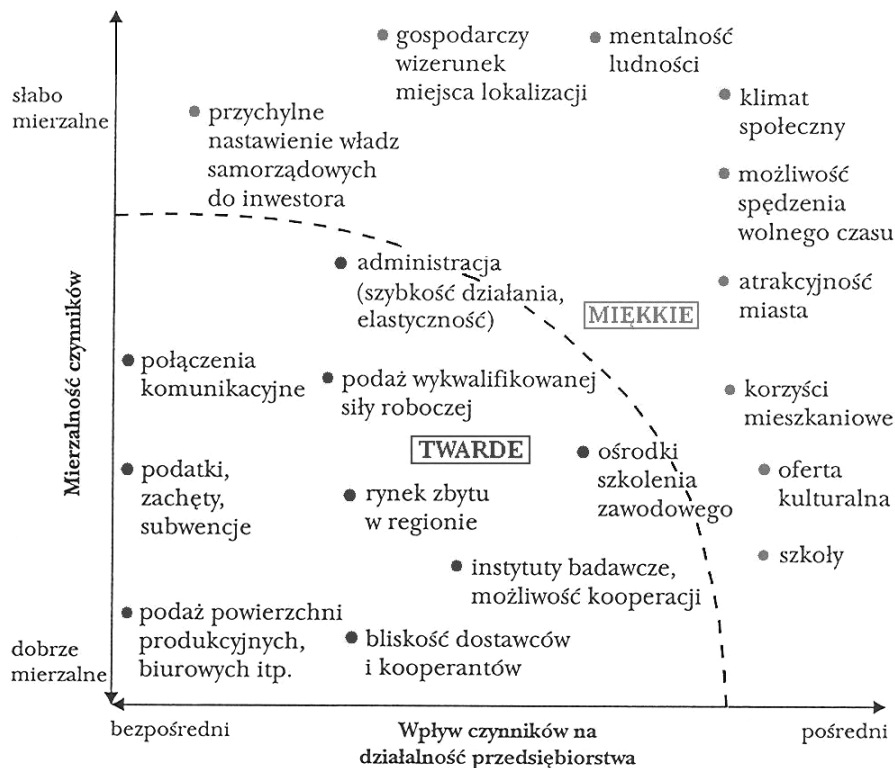 słabo
mierzalne
gospodarczy
wizerunek
miejsca lokalizacji
mentalność
ludności
klimat
społeczny
przychylne
nastawienie władz
samorządowych
do inwestora
możliwość
spędzenia
wolnego czasu
administracja
(szybkość działania,
elastyczność)
atrakcyjność
miasta
MIĘKKIE
Mierzalność czynników
połączenia
komunikacyjne
podaż wykwalifikowanej
siły roboczej
korzyści
mieszkaniowe
TWARDE
podatki,
zachęty,
subwencje
rynek zbytu
w regionie
ośrodki
szkolenia
zawodowego
oferta
kulturalna
instytuty badawcze,
możliwość kooperacji
szkoły
podaż powierzchni
produkcyjnych,
biurowych itp.
bliskość dostawców
i kooperantów
dobrze
mierzalne
bezpośredni
Wpływ czynników na
działalność przedsiębiorstwa
pośredni